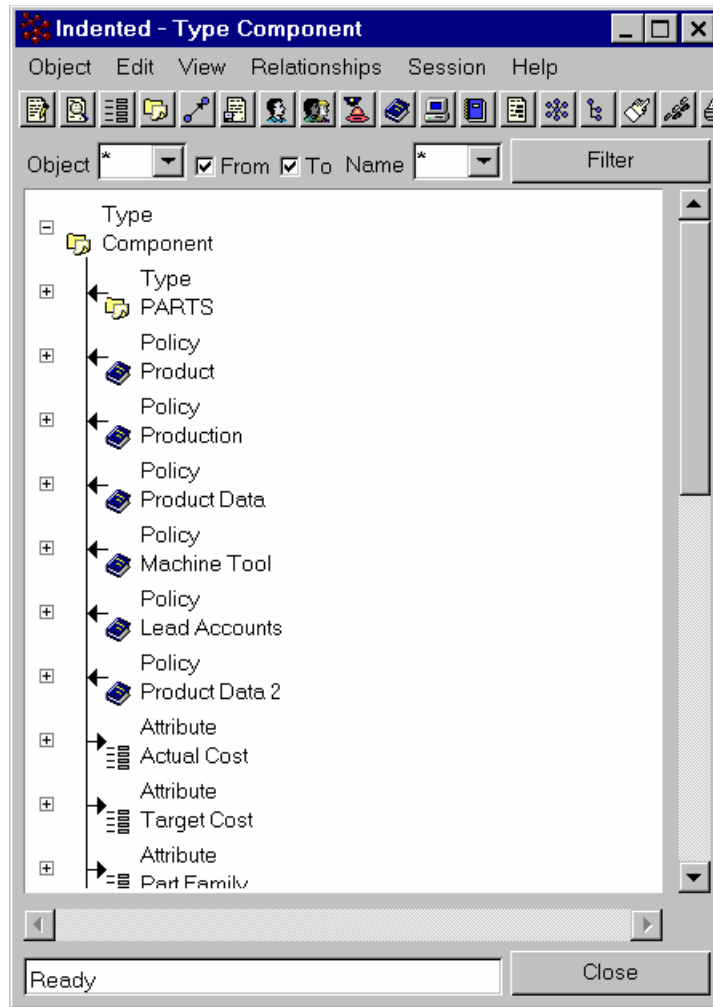 Indented - Type Component
Object Edit View Relationships Session Help
Object * From To Name * Filter
Type
Component
Type
PARTS
Policy
Product
Policy
Production
Policy
Product Data
Policy
Machine Tool
Policy
Lead Accounts
Policy
Product Data 2
Attribute
Actual Cost
Attribute
Target Cost
Attribute
Part Family
Ready Close